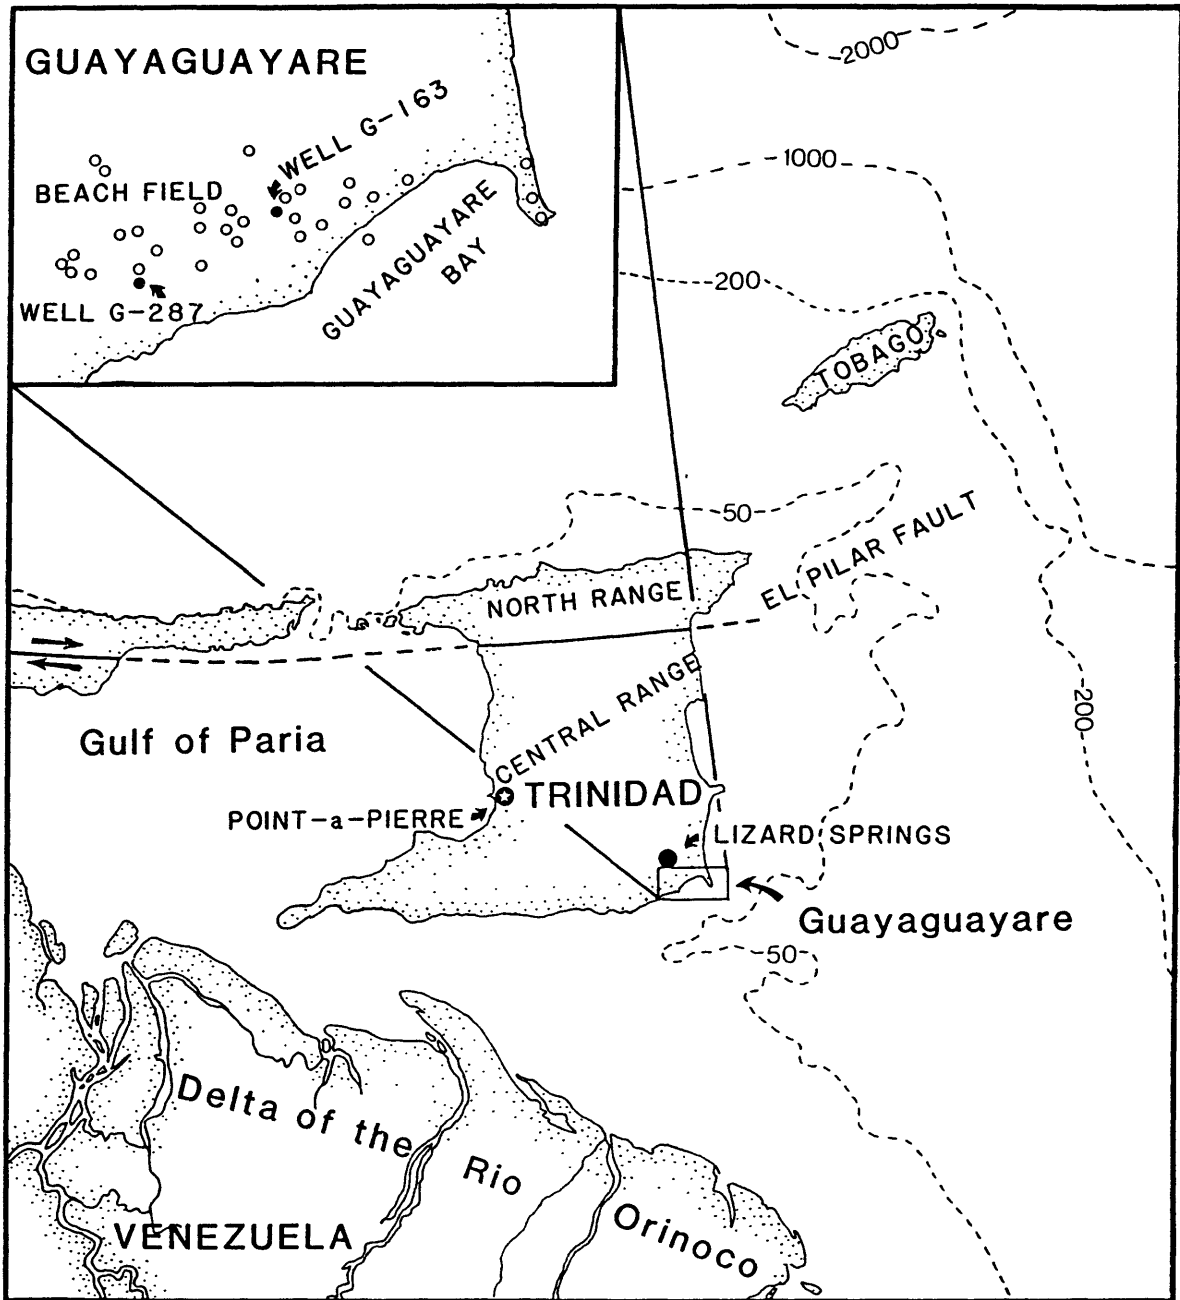 GUAYAGUAYARE
WELL G-163
BEACH FIELD
GUAYAGUAYARE
BAY
WELL G-287
-2000-
-1000-
-200-
TOBAGO
-50-
EL PILAR FAULT
NORTH RANGE
CENTRAL RANGE
Gulf of Paria
-200-
TRINIDAD
POINT-a-PIERRE
LIZARD SPRINGS
Guayaguayare
-50-
Delta of the
Rio
Orinoco
VENEZUELA